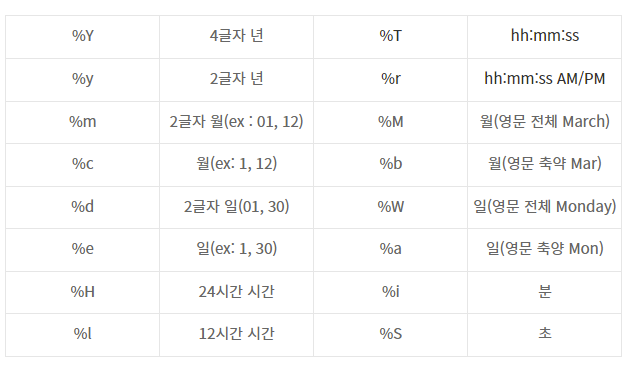 %Y 4글자 년 %T hh:mm:ss
%y 2글자 년 %r hh:mm:ss AM/PM
%m 2글자 월(ex : 01, 12) %M 월(영문 전체 March)
%c 월(ex: 1, 12) %b 월(영문 축약 Mar)
%d 2글자 일(01, 30) %W 일(영문 전체 Monday)
%e 일(ex: 1, 30) %a 일(영문 축양 Mon)
%H 24시간 시간 %i 분
%l 12시간 시간 %S 초